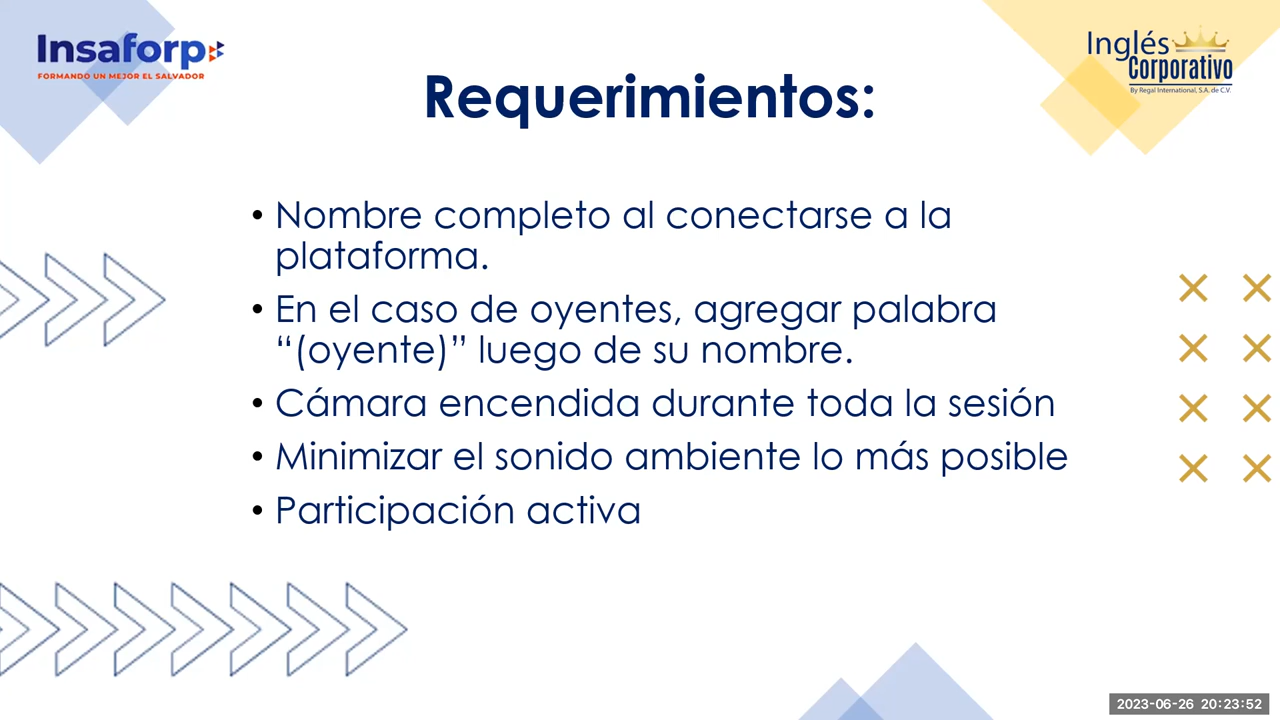 Insaforp
FORMANDO UN MEJOR EL SALVADOR
Inglés
Corporativo
By Regal International, S.A. de C.V.
Requerimientos:
• Nombre completo al conectarse a la
plataforma.
• En el caso de oyentes, agregar palabra
“(oyente)” luego de su nombre.
• Cámara encendida durante toda la sesión
• Minimizar el sonido ambiente lo más posible
• Participación activa
2023-06-26 20:23:52